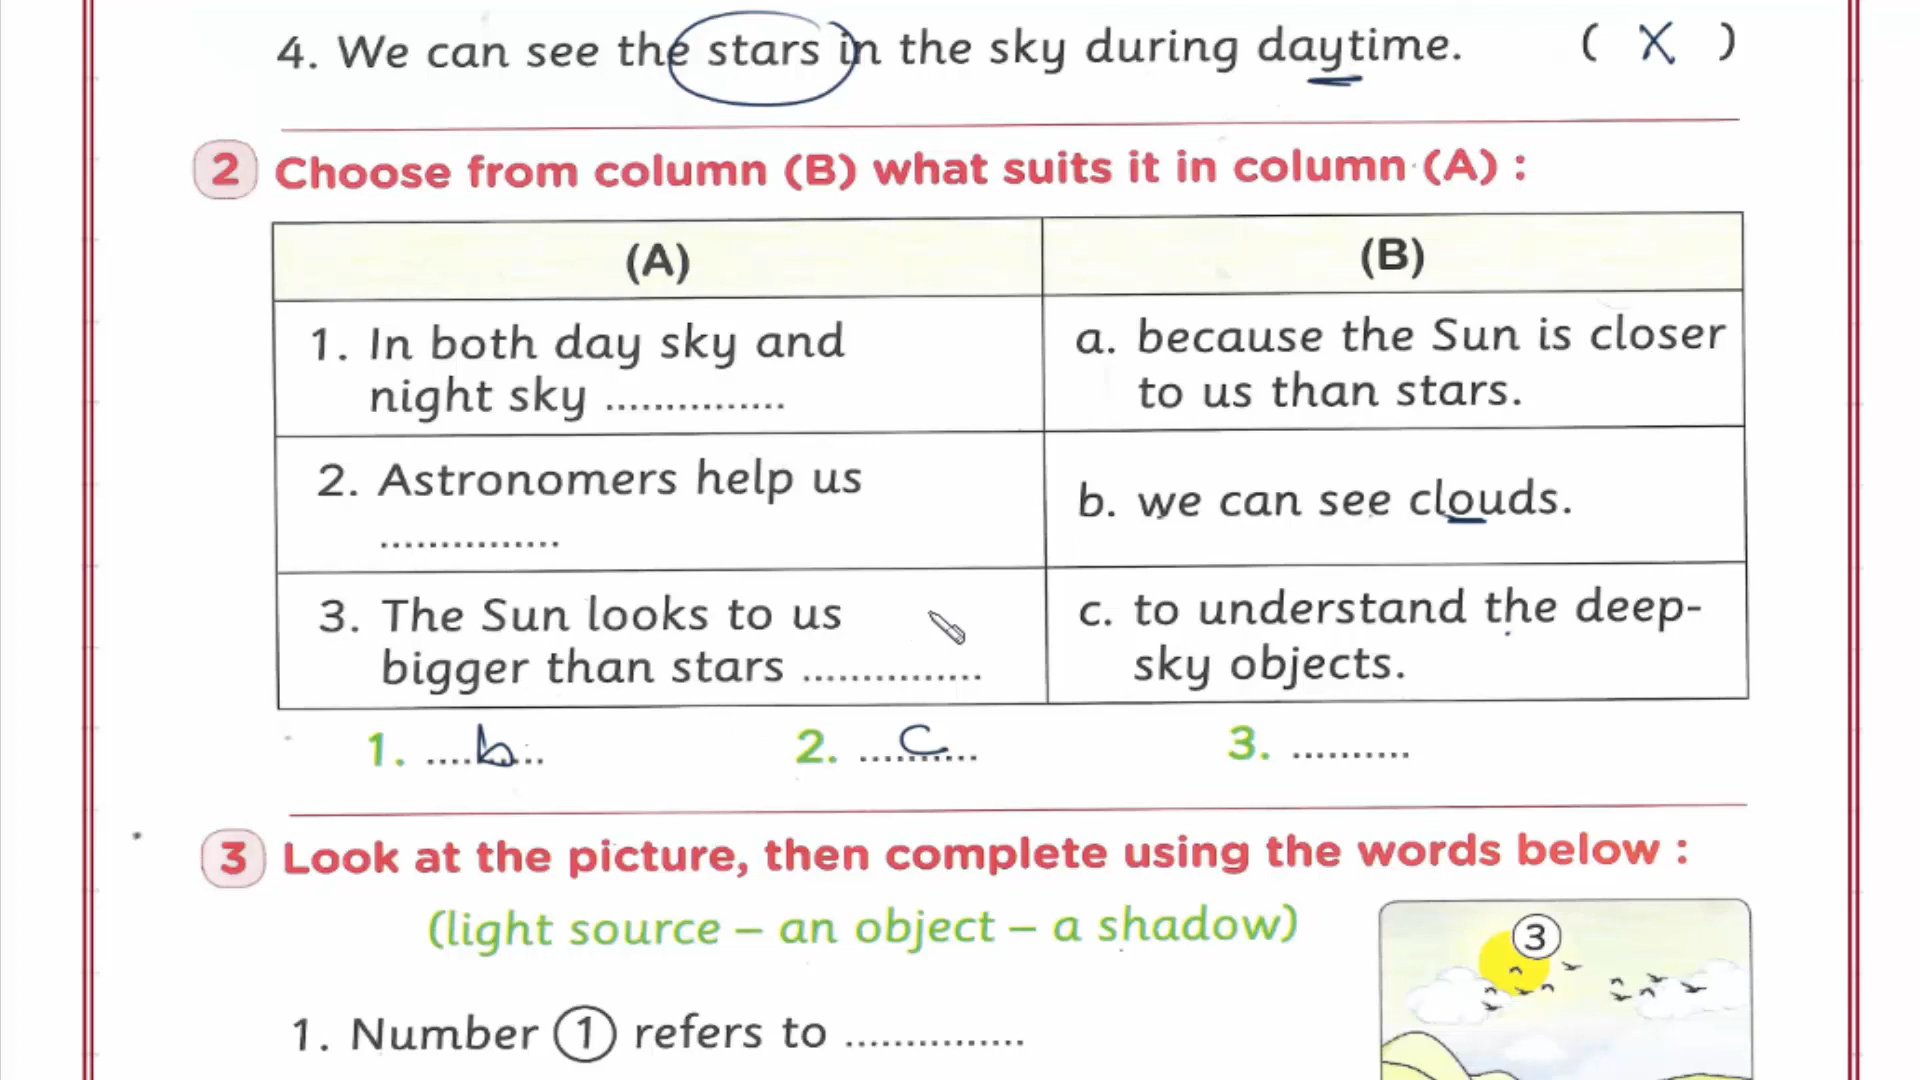 4. We can see the stars in the sky during daytime. ( X )
2 Choose from column (B) what suits it in column (A) :
(A) (B)
1. In both day sky and
night sky ...............
a. because the Sun is closer
to us than stars.
2. Astronomers help us
...............
b. we can see clouds.
3. The Sun looks to us
bigger than stars ...............
c. to understand the deep-
sky objects.
1. ....b.... 2. ....c.... 3. ..........
3 Look at the picture, then complete using the words below :
(light source – an object – a shadow)
3
1. Number 1 refers to ...............